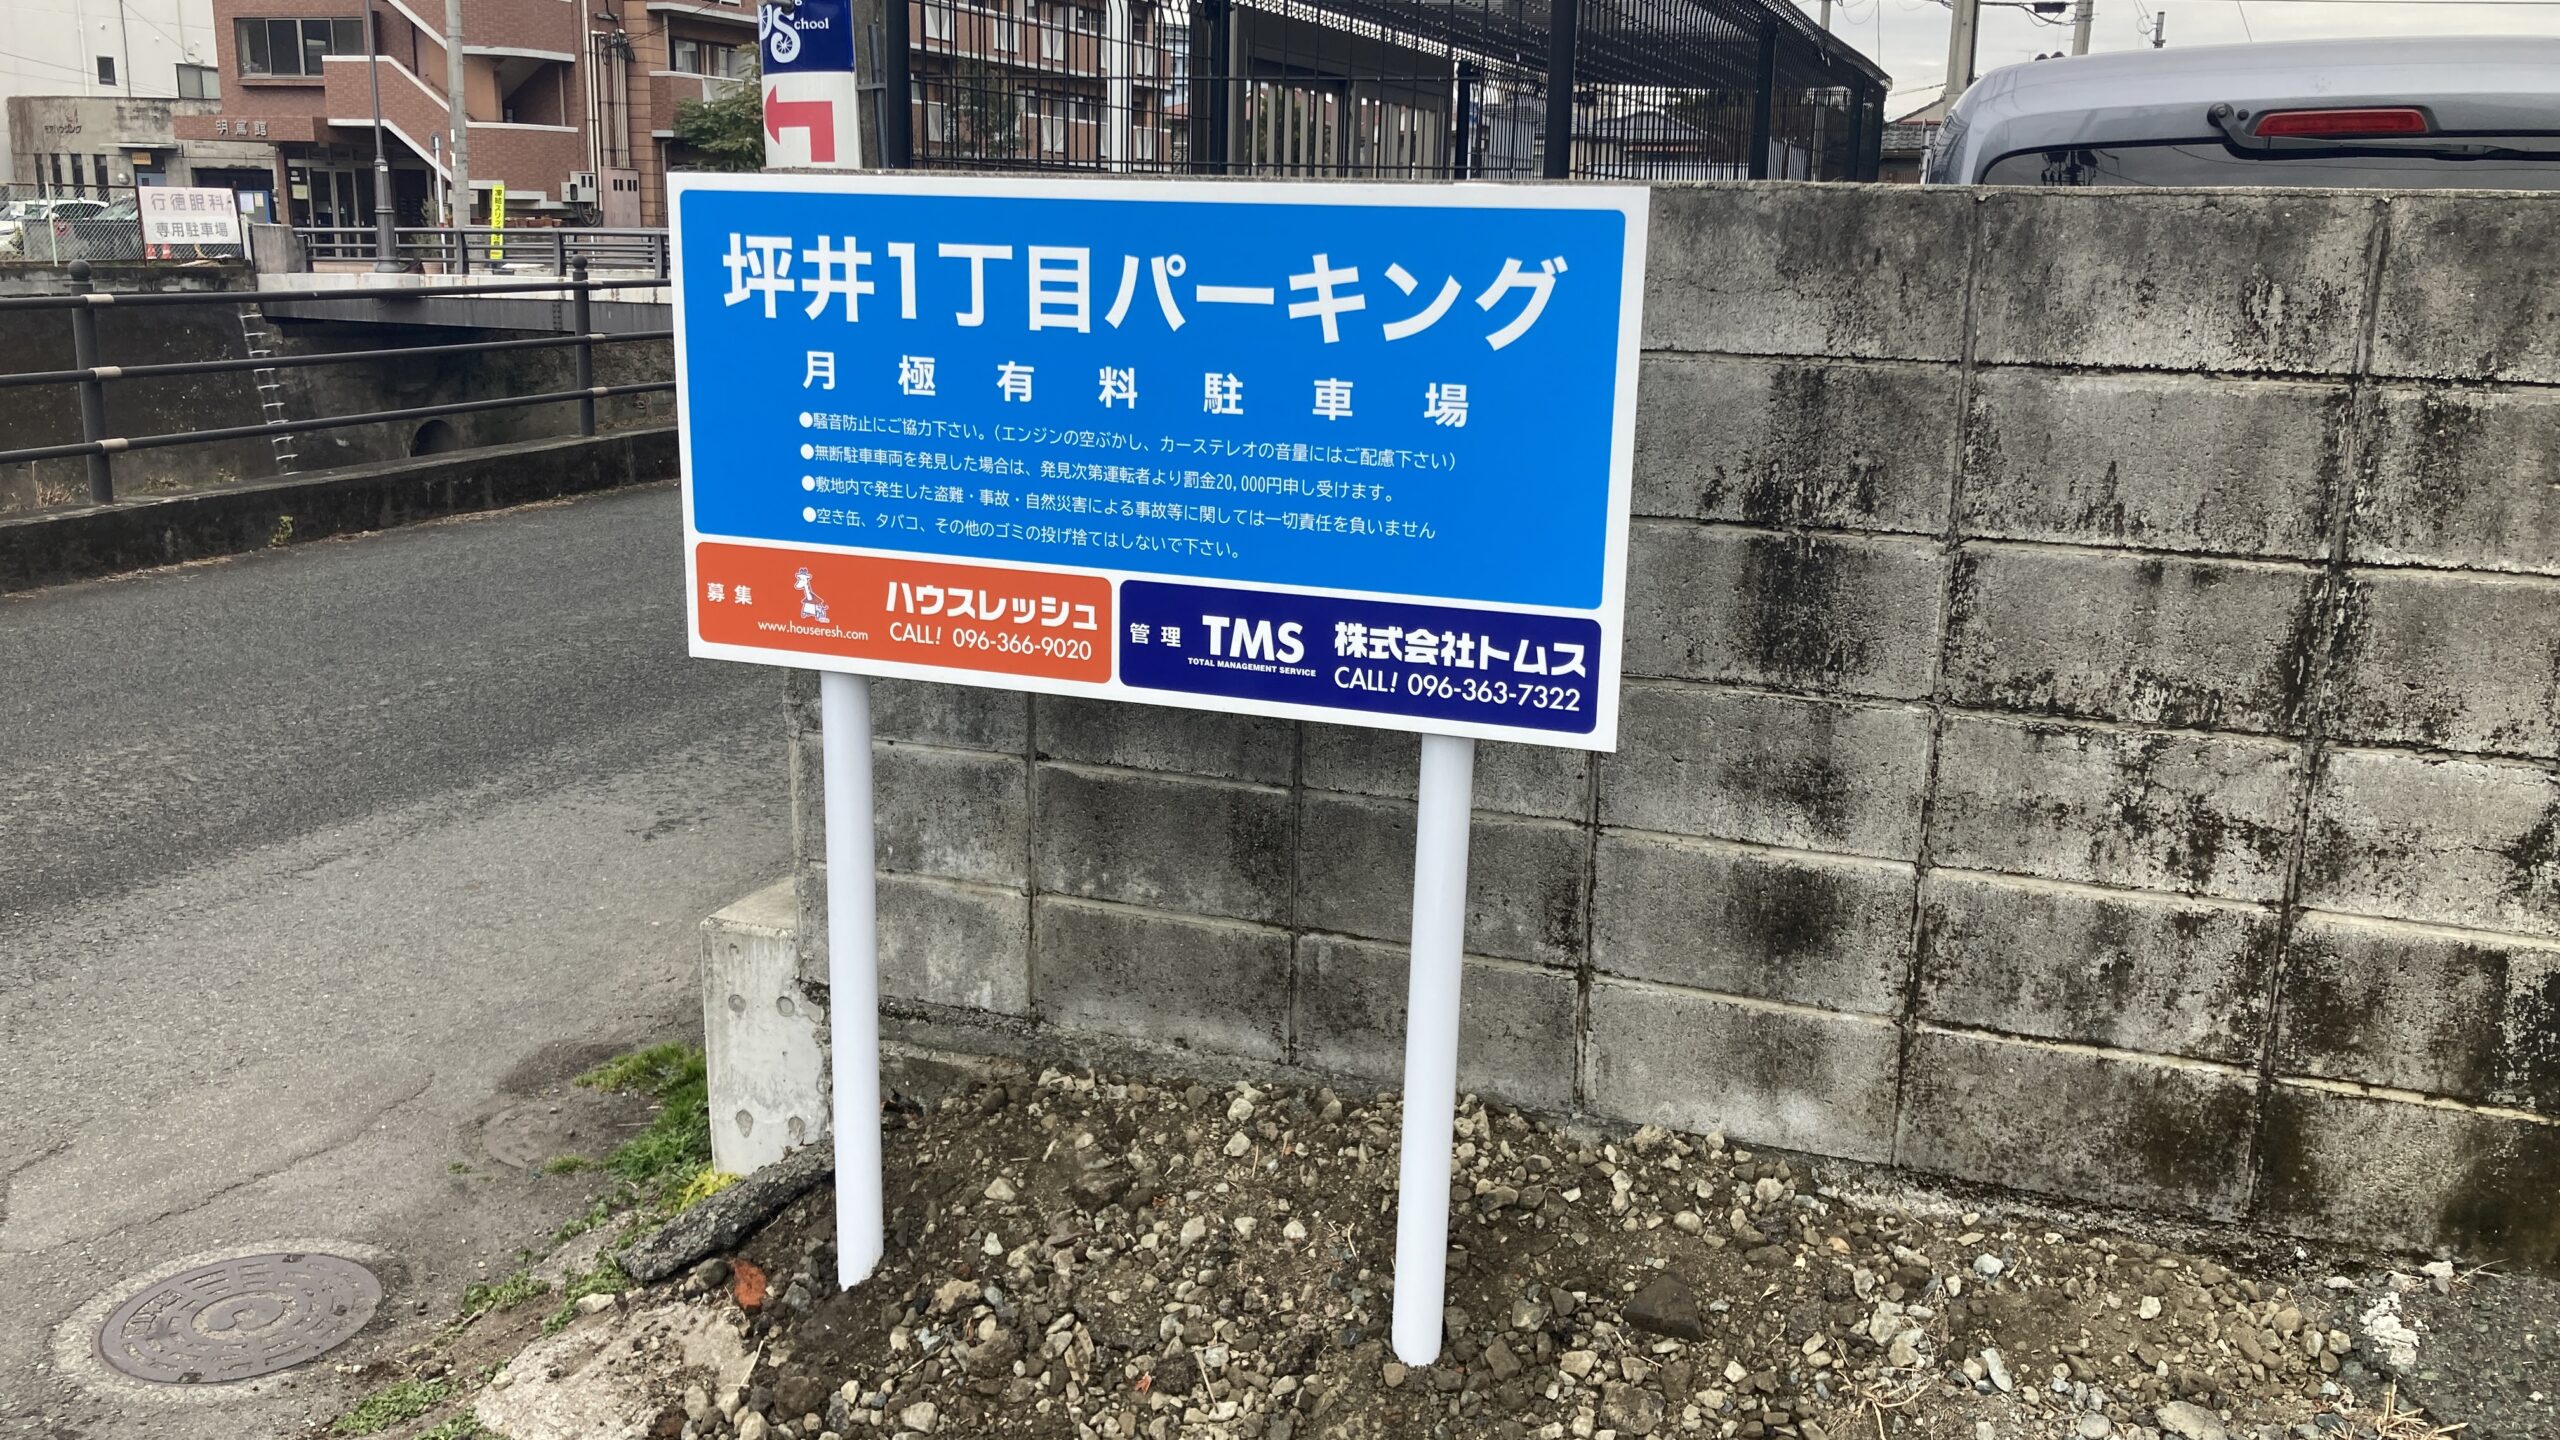 School
明篤館
行徳眼科
専用駐車場
坪井1丁目パーキング
月極有料駐車場
●騒音防止にご協力下さい。(エンジンの空ぶかし、カーステレオの音量にはご配慮下さい)
●無断駐車車両を発見した場合は、発見次第運転者より罰金20,000円申し受けます。
●敷地内で発生した盗難・事故・自然災害による事故等に関しては一切責任を負いません
●空き缶、タバコ、その他のゴミの投げ捨てはしないで下さい。
募集
www.houseresh.com
ハウスレッシュ
CALL! 096-366-9020
管理
TMS
TOTAL MANAGEMENT SERVICE
株式会社トムス
CALL! 096-363-7322